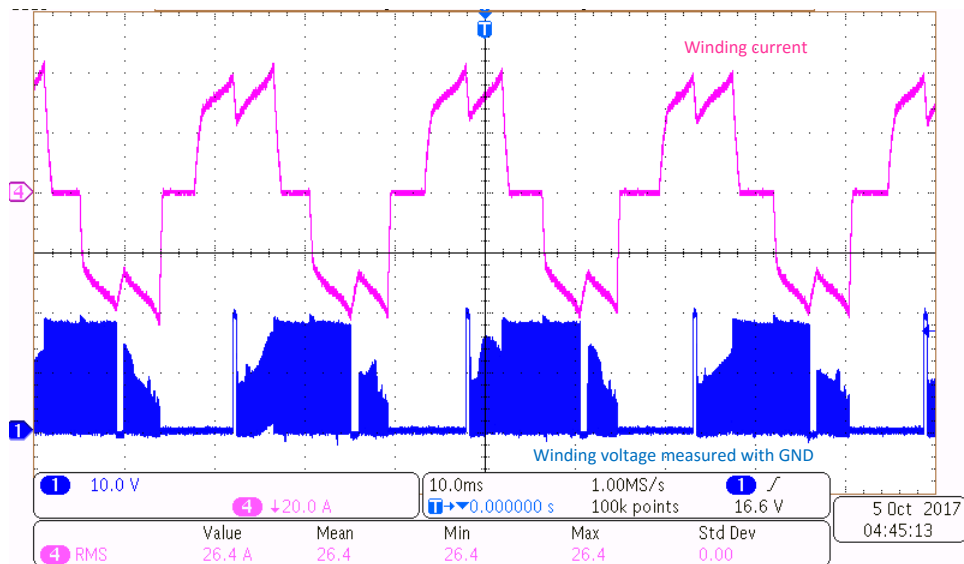 T
Winding current
4
1
Winding voltage measured with GND
1 10.0 V
4 ↓20.0 A
10.0ms 1.00MS/s 1 ∫
T→▼0.000000 s 100k points 16.6 V
5 Oct 2017
04:45:13
Value Mean Min Max Std Dev
4 RMS 26.4 A 26.4 26.4 26.4 0.00